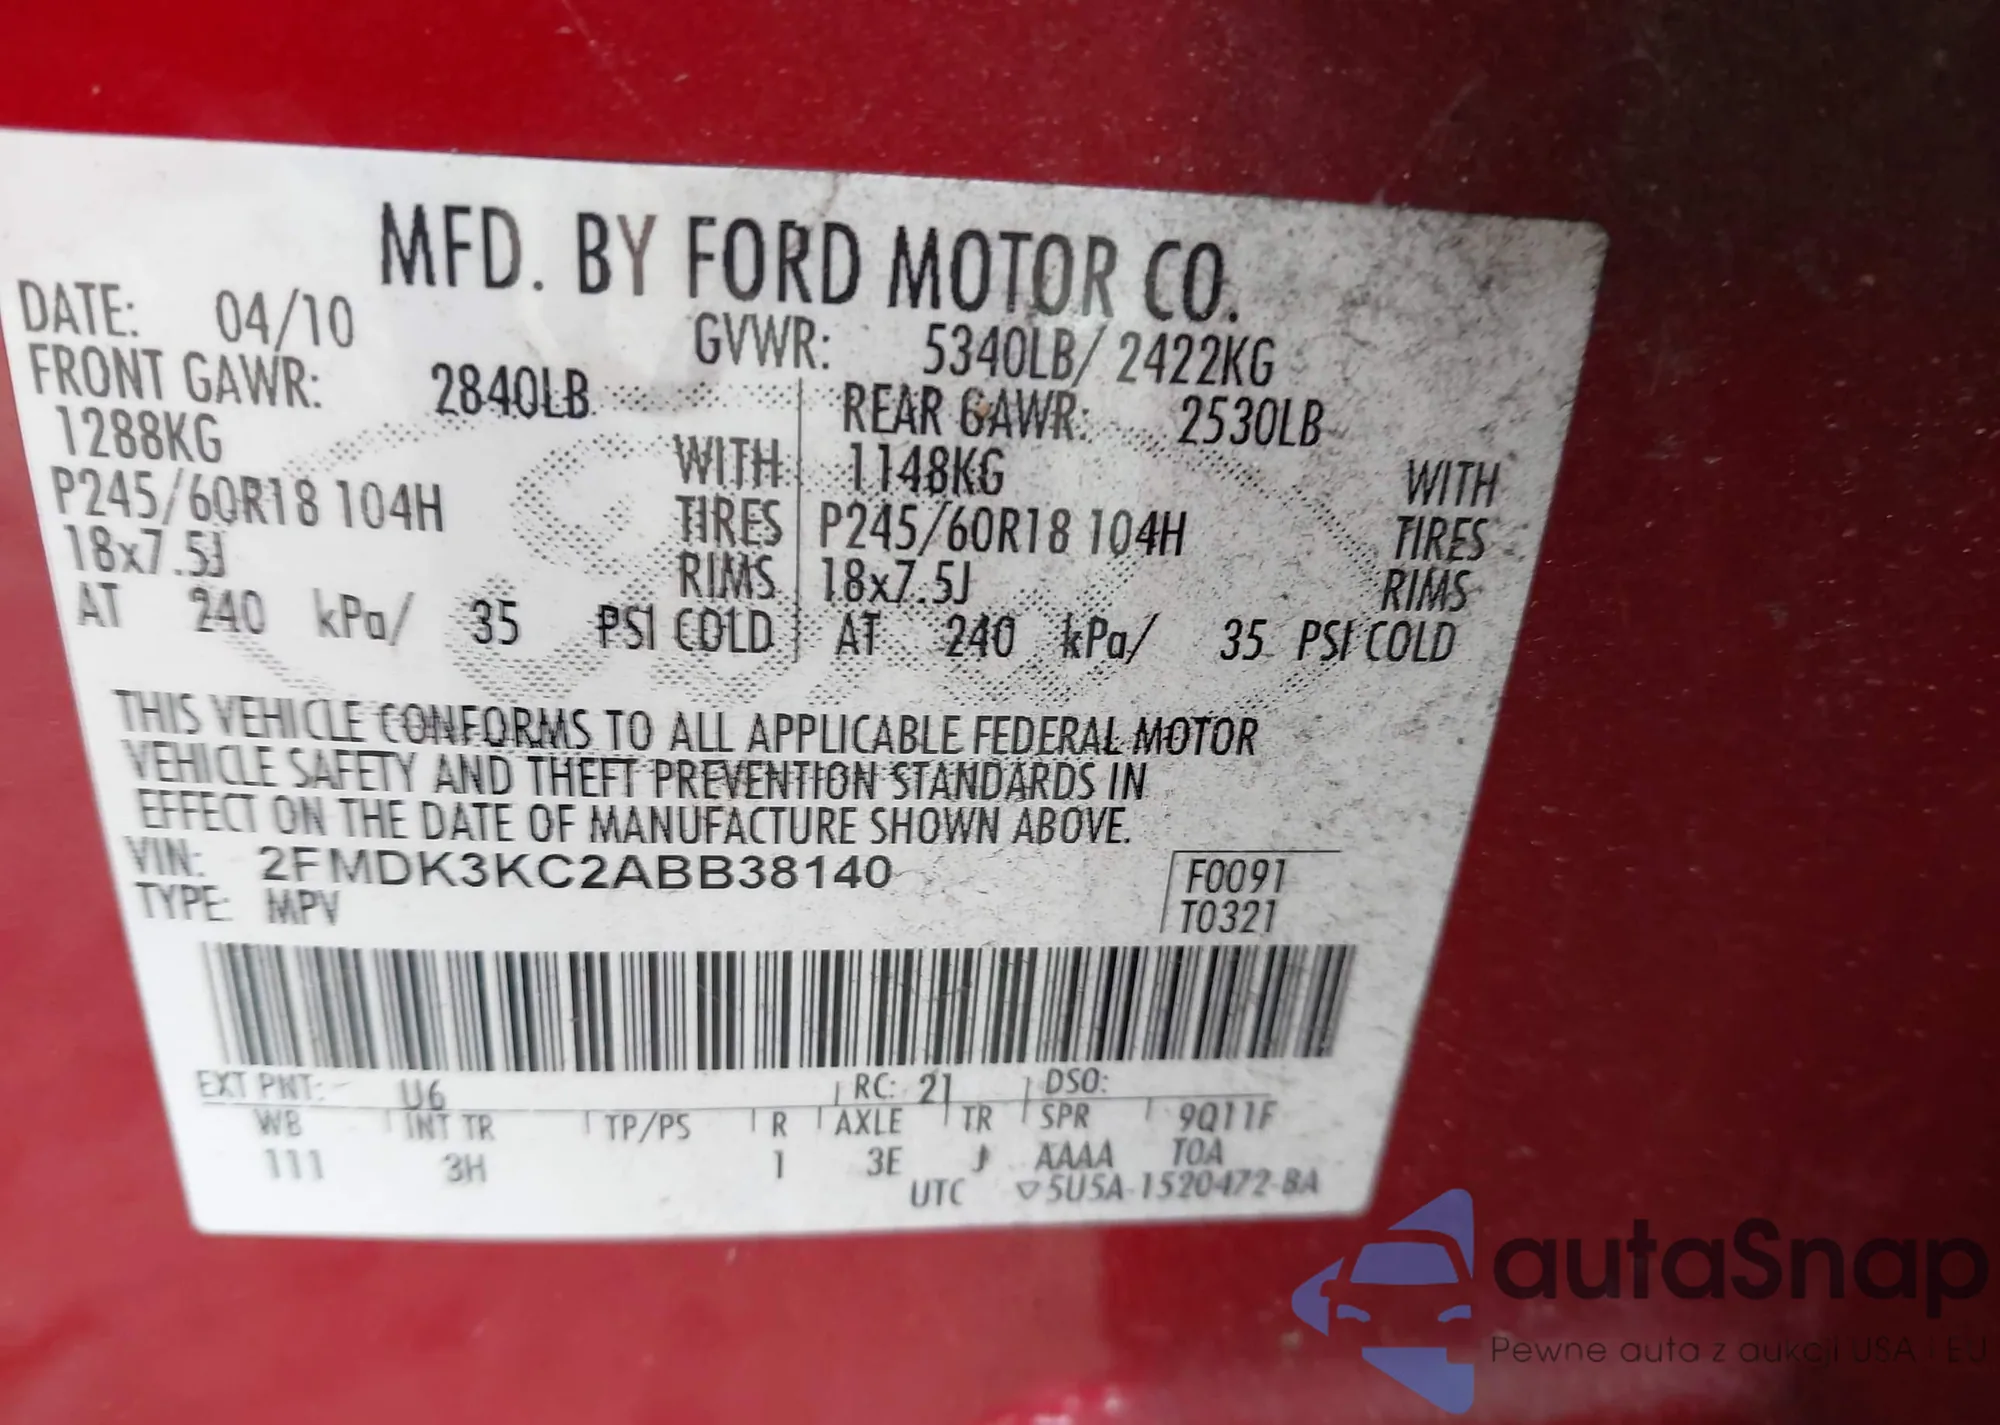 MFD. BY FORD MOTOR CO.
DATE: 04/10 GVWR: 5340LB/ 2422KG
FRONT GAWR: 2840LB REAR GAWR: 2530LB
1288KG WITH 1148KG WITH
P245/60R18 104H TIRES P245/60R18 104H TIRES
18x7.5J RIMS 18x7.5J RIMS
AT 240 kPa/ 35 PSI COLD AT 240 kPa/ 35 PSI COLD
THIS VEHICLE CONFORMS TO ALL APPLICABLE FEDERAL MOTOR
VEHICLE SAFETY AND THEFT PREVENTION STANDARDS IN
EFFECT ON THE DATE OF MANUFACTURE SHOWN ABOVE.
VIN: 2FMDK3KC2ABB38140 F0091
TYPE: MPV T0321
EXT PNT: U6 RC: 21 DSO:
WB INT TR TP/PS R AXLE TR SPR 9Q11F
111 3H 1 3E J AAAA TOA
UTC ▽5U5A-1520472-BA
autaSnap
Pewne auta z aukcji USA i EU